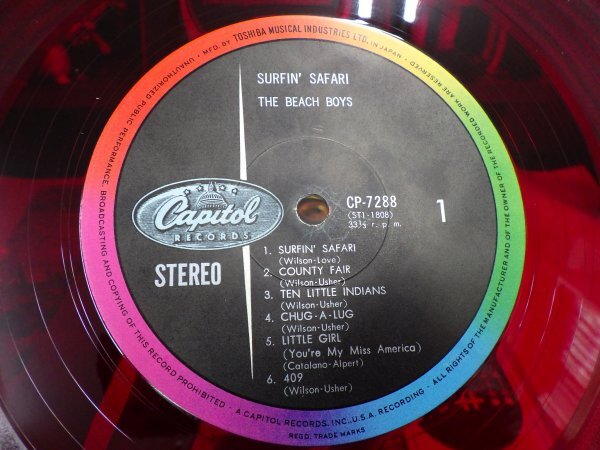 MFD. BY TOSHIBA MUSICAL INDUSTRIES LTD. IN JAPAN • ALL RIGHTS OF THE MANUFACTURER AND OF THE OWNER OF THE RECORDED WORK ARE RESERVED
UNAUTHORIZED PUBLIC PERFORMANCE, BROADCASTING AND COPYING OF THIS RECORD PROHIBITED •
SURFIN' SAFARI
THE BEACH BOYS
Capitol
RECORDS
STEREO
CP-7288
(ST1-1808)
33⅓ r. p. m.
1
1. SURFIN' SAFARI
(Wilson-Love)
2. COUNTY FAIR
(Wilson-Usher)
3. TEN LITTLE INDIANS
(Wilson-Usher)
4. CHUG-A-LUG
(Wilson-Usher)
5. LITTLE GIRL
(You're My Miss America)
(Catalano-Alpert)
6. 409
(Wilson-Usher)
A CAPITOL RECORDS, INC., U.S.A. RECORDING •
REGD. TRADE MARKS